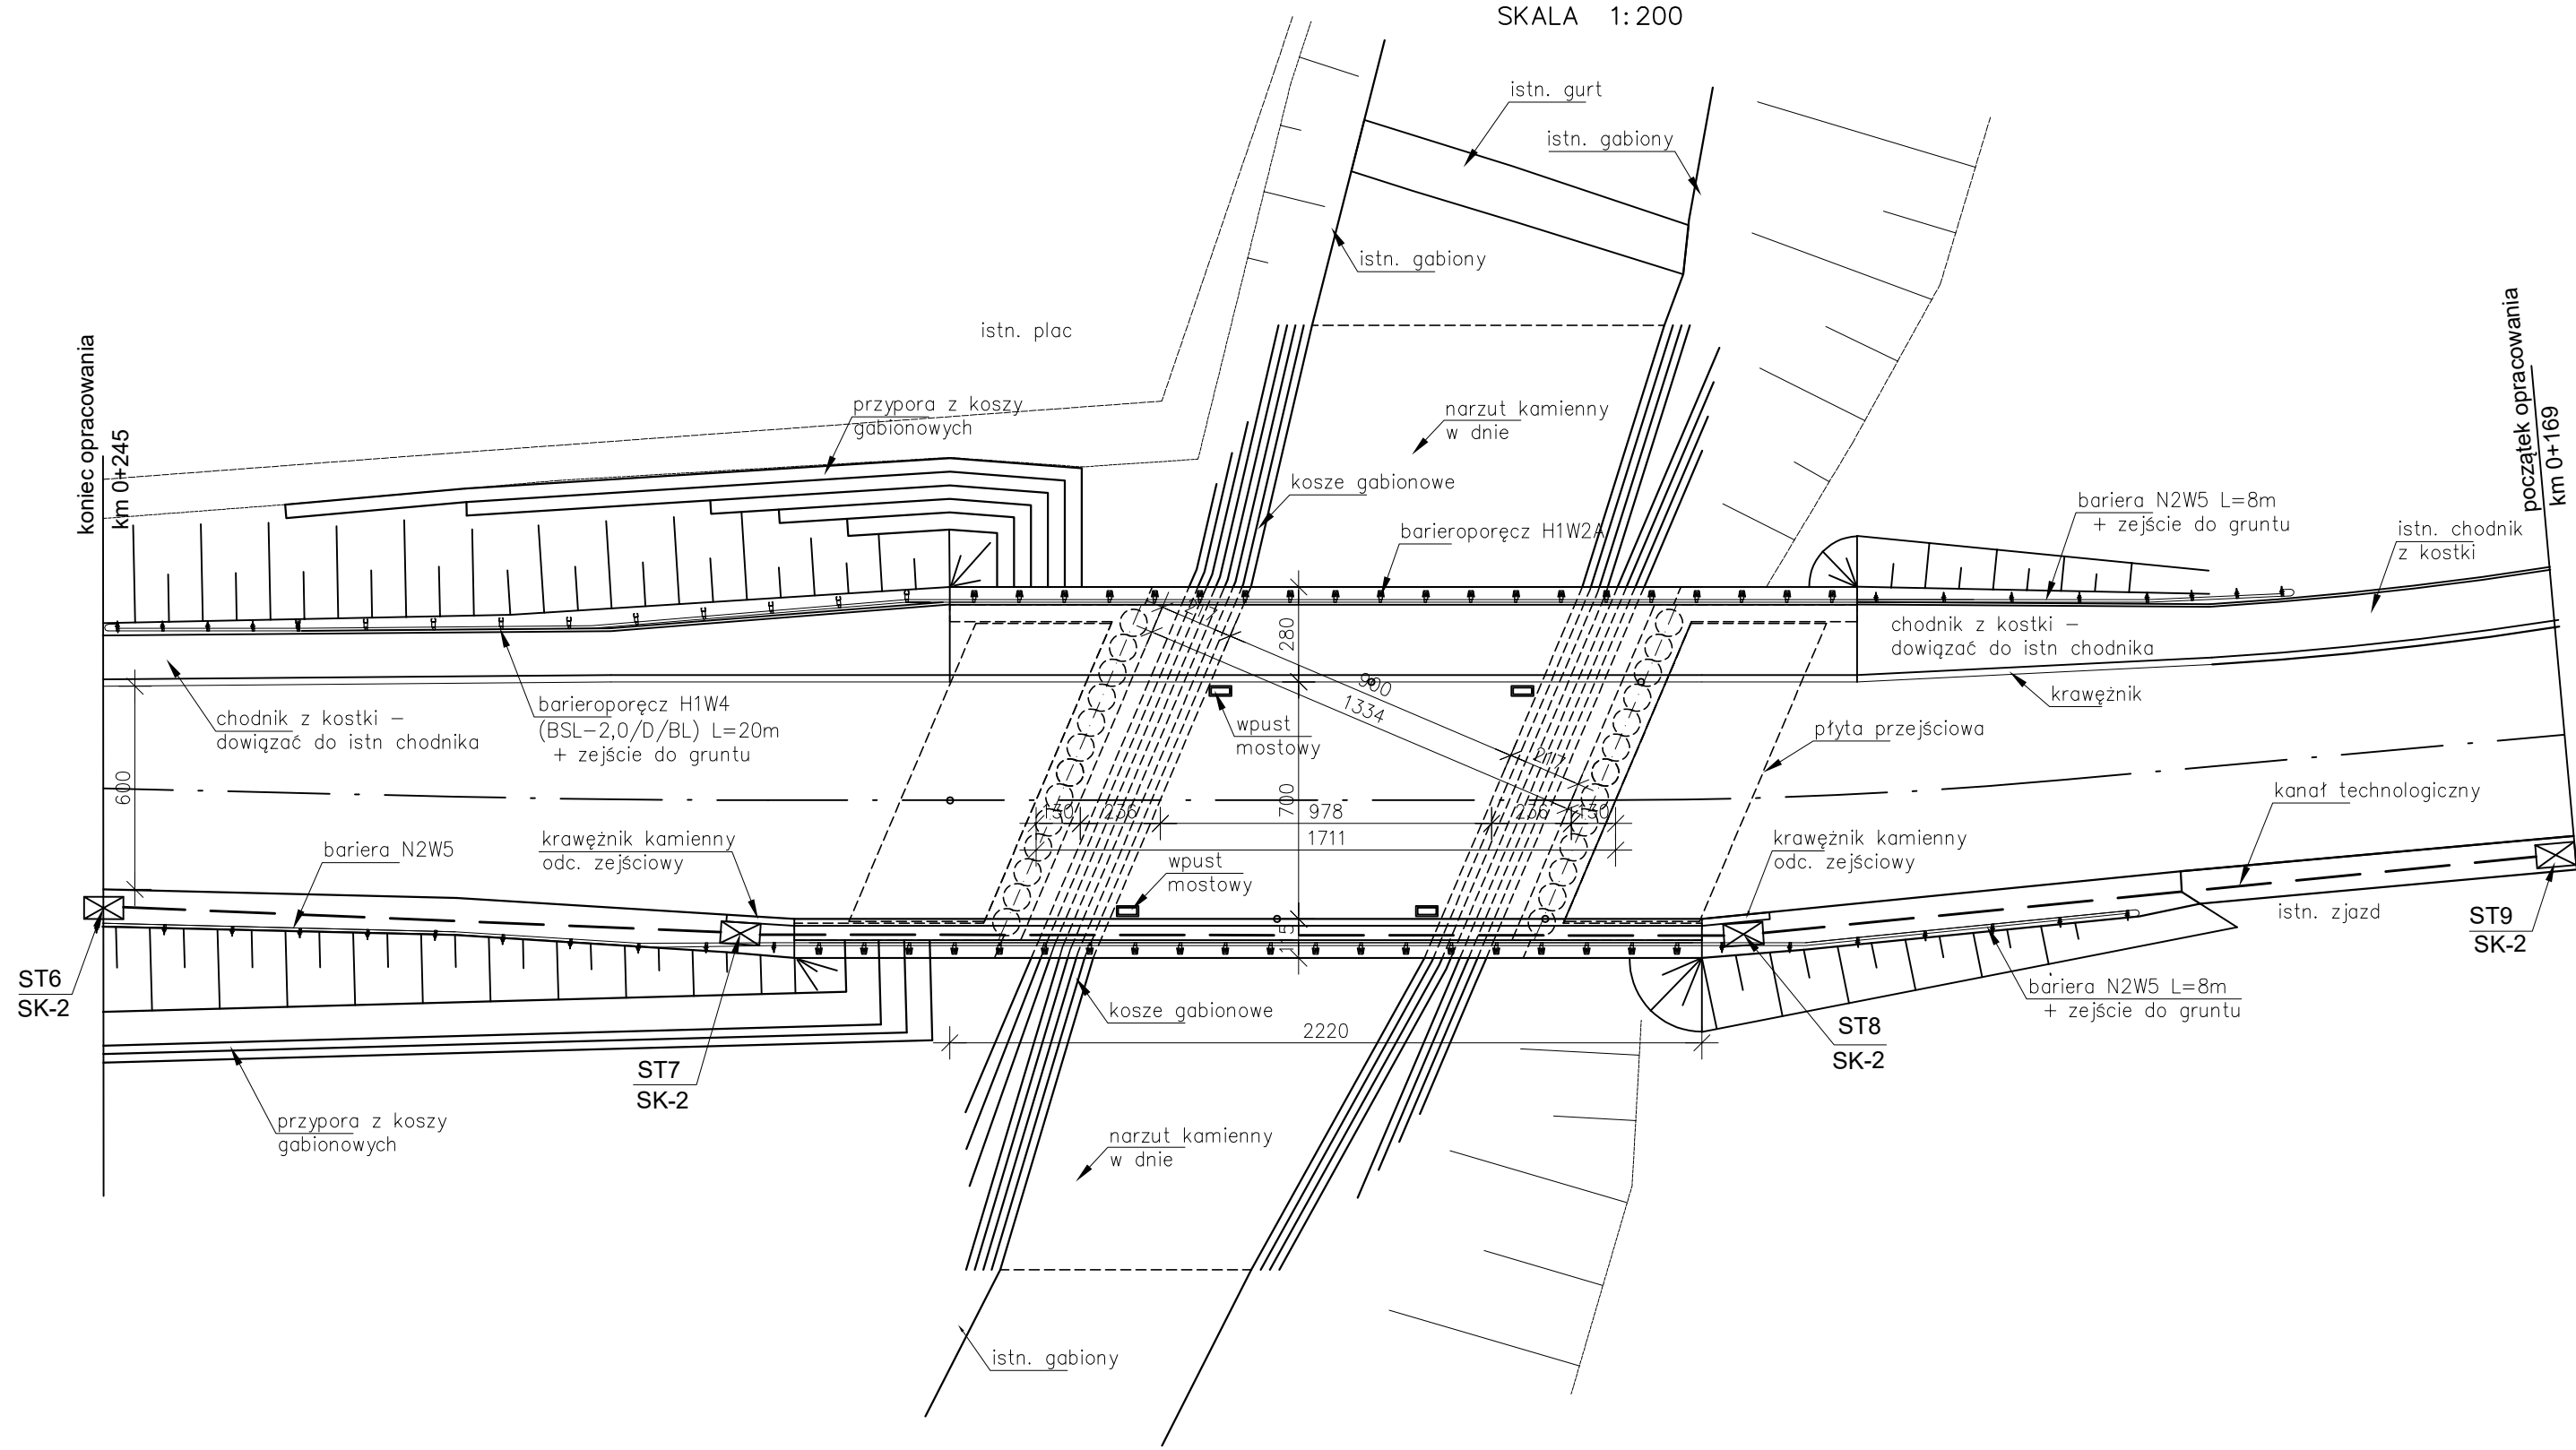 SKALA 1:200
istn. gurt
istn. gabiony
istn. gabiony
istn. plac
koniec opracowania
km 0+245
początek opracowania
km 0+169
przypora z koszy
gabionowych
narzut kamienny
w dnie
kosze gabionowe
barieroporęcz H1W2A
bariera N2W5 L=8m
+ zejście do gruntu
istn. chodnik
z kostki
chodnik z kostki –
dowiązać do istn chodnika
280
900
1334
krawężnik
chodnik z kostki –
dowiązać do istn chodnika
barieroporęcz H1W4
(BSL–2,0/D/BL) L=20m
+ zejście do gruntu
wpust
mostowy
płyta przejściowa
217
600
700
130
236
978
236
130
1711
kanał technologiczny
bariera N2W5
krawężnik kamienny
odc. zejściowy
krawężnik kamienny
odc. zejściowy
wpust
mostowy
istn. zjazd
ST9
SK-2
ST6
SK-2
bariera N2W5 L=8m
+ zejście do gruntu
kosze gabionowe
ST8
SK-2
2220
ST7
SK-2
przypora z koszy
gabionowych
narzut kamienny
w dnie
istn. gabiony